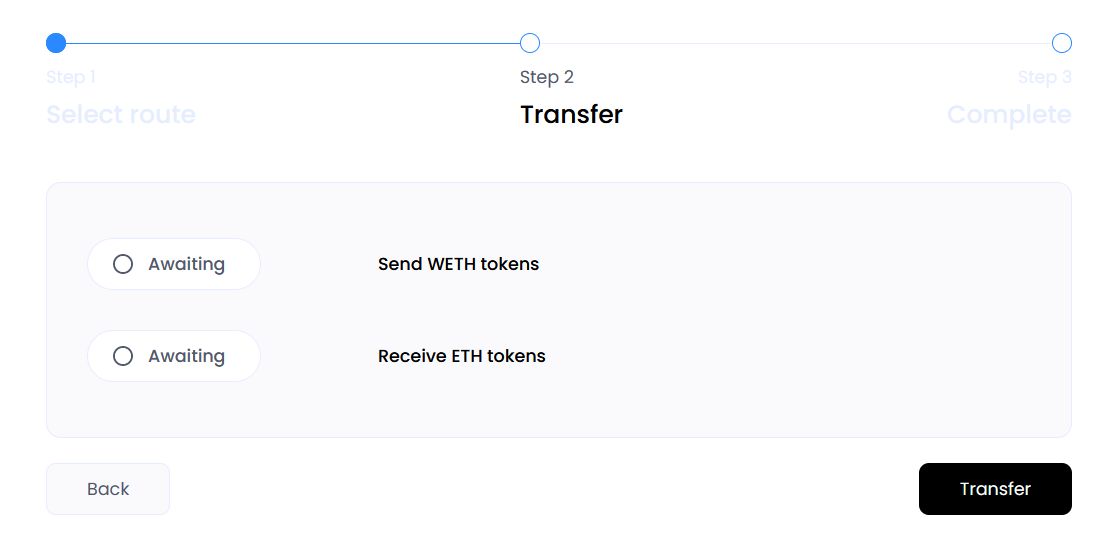 Step 1
Select route
Step 2
Transfer
Step 3
Complete
Awaiting
Send WETH tokens
Awaiting
Receive ETH tokens
Back
Transfer